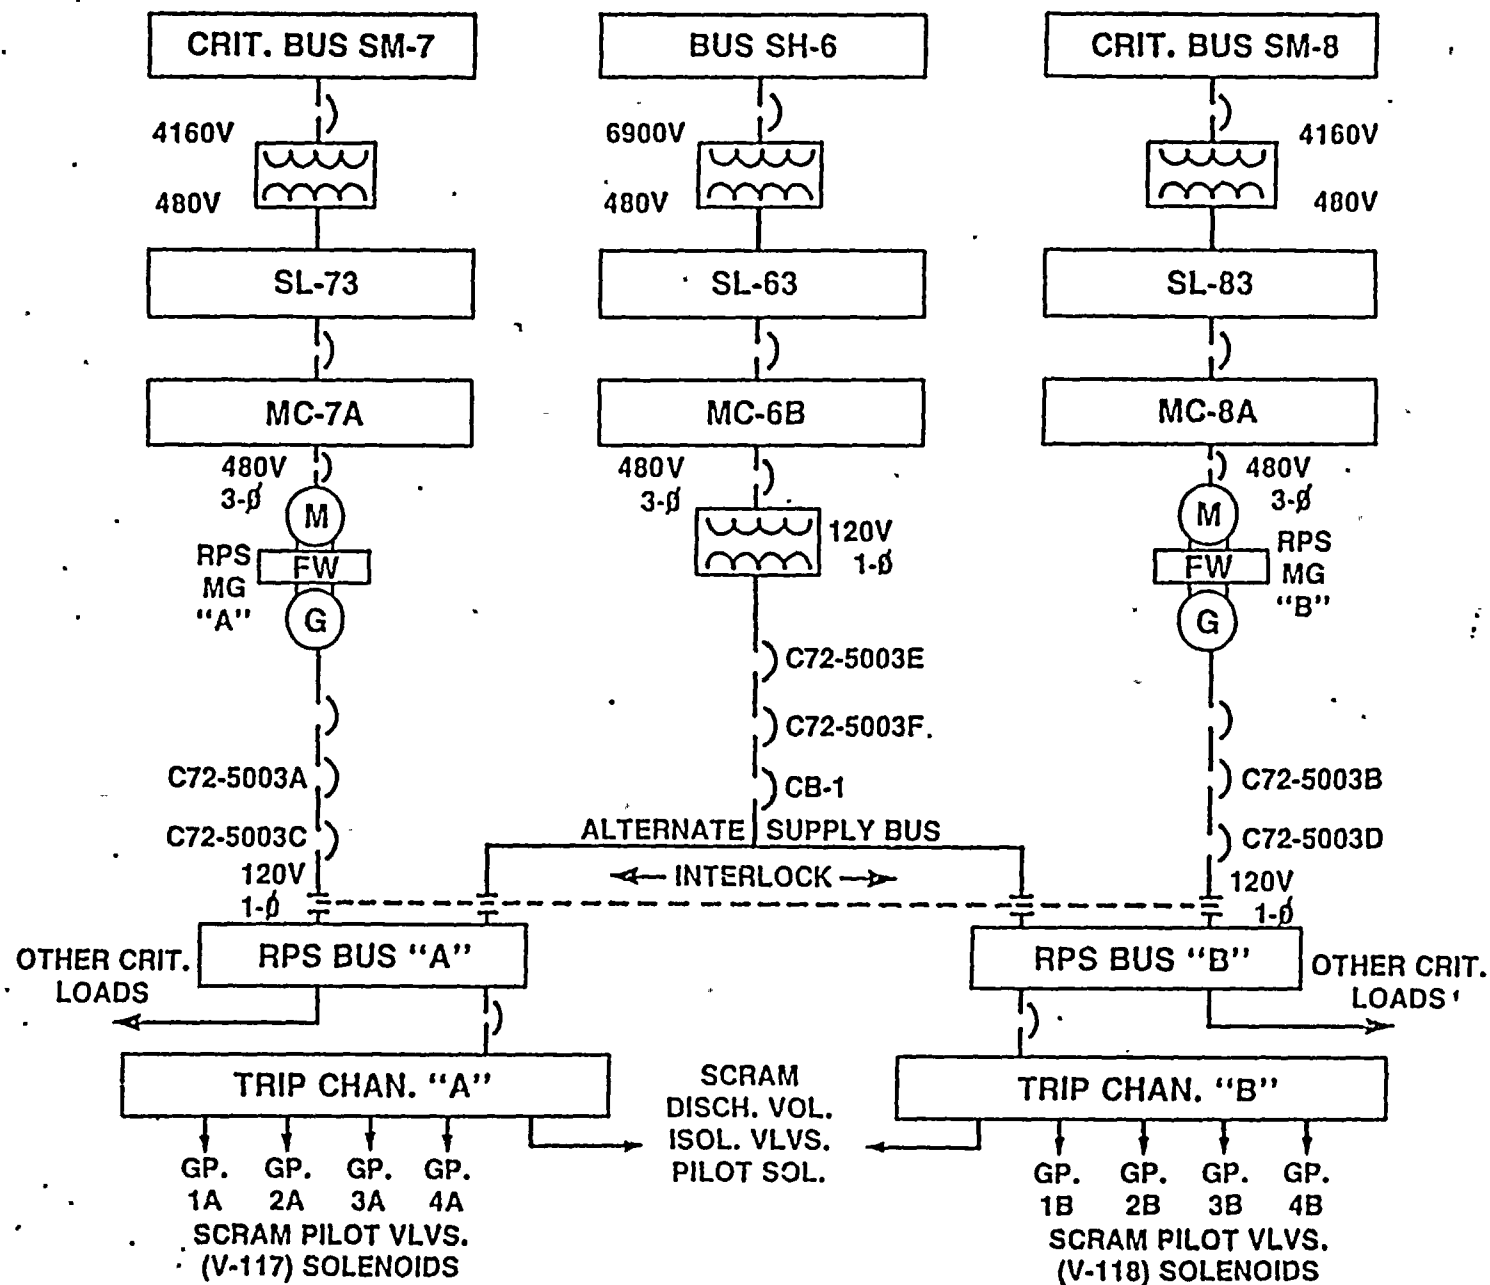 CRIT. BUS SM-7
BUS SH-6
CRIT. BUS SM-8
4160V
6900V
4160V
480V
480V
480V
SL-73
SL-63
SL-83
MC-7A
MC-6B
MC-8A
480V
3-Ø
480V
3-Ø
480V
3-Ø
M
FW
G
RPS
MG
"A"
120V
1-Ø
M
FW
G
RPS
MG
"B"
C72-5003E
C72-5003F.
CB-1
C72-5003A
C72-5003C
C72-5003B
C72-5003D
ALTERNATE SUPPLY BUS
INTERLOCK
120V
1-Ø
120V
1-Ø
RPS BUS "A"
RPS BUS "B"
OTHER CRIT.
LOADS
OTHER CRIT.
LOADS
TRIP CHAN. "A"
SCRAM
DISCH. VOL.
ISOL. VLVS.
PILOT SOL.
TRIP CHAN. "B"
GP.
1A
GP.
2A
GP.
3A
GP.
4A
SCRAM PILOT VLVS.
(V-117) SOLENOIDS
GP.
1B
GP.
2B
GP.
3B
GP.
4B
SCRAM PILOT VLVS.
(V-118) SOLENOIDS